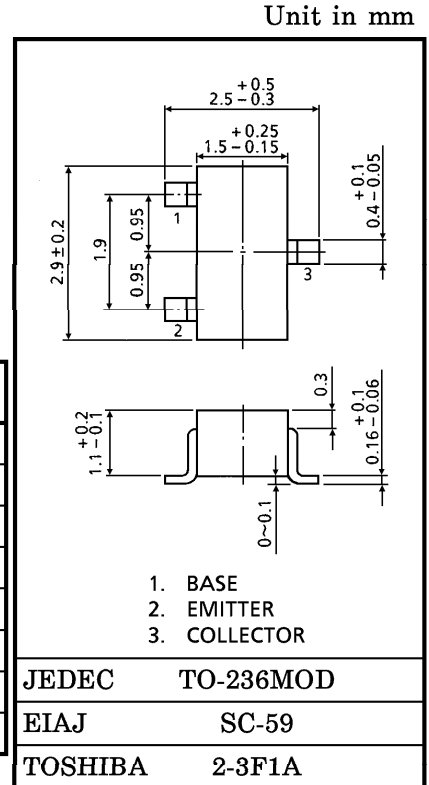 Unit in mm
+0.5
2.5−0.3
+0.25
1.5−0.15
2.9±0.2
1.9
0.95
0.95
1
2
3
+0.1
0.4−0.05
+0.2
1.1−0.1
0.3
+0.1
0.16−0.06
0~0.1
1. BASE
2. EMITTER
3. COLLECTOR
JEDEC TO-236MOD
EIAJ SC-59
TOSHIBA 2-3F1A